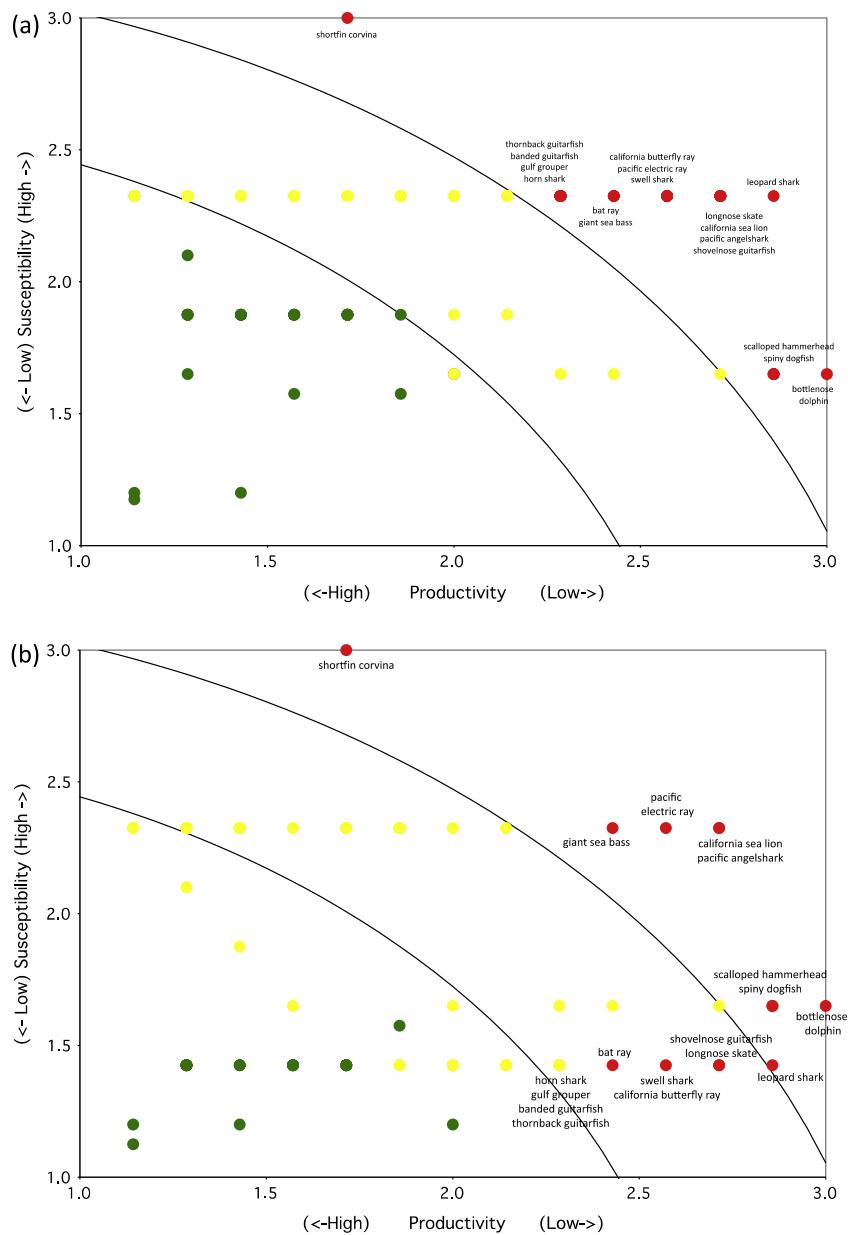 (a)
3.0
shortfin corvina
2.5
thornback guitarfish
banded guitarfish
gulf grouper
horn shark
california butterfly ray
pacific electric ray
swell shark
leopard shark
bat ray
giant sea bass
longnose skate
california sea lion
pacific angelshark
shovelnose guitarfish
2.0
scalloped hammerhead
spiny dogfish
bottlenose
dolphin
1.5
1.0
(<- Low) Susceptibility (High ->)
1.0 1.5 2.0 2.5 3.0
(<-High) Productivity (Low->)
(b)
3.0
shortfin corvina
2.5
pacific
electric ray
giant sea bass
california sea lion
pacific angelshark
2.0
scalloped hammerhead
spiny dogfish
bottlenose
dolphin
1.5
shovelnose guitarfish
longnose skate
bat ray
leopard shark
horn shark
gulf grouper
banded guitarfish
thornback guitarfish
swell shark
california butterfly ray
1.0
(<- Low) Susceptibility (High ->)
1.0 1.5 2.0 2.5 3.0
(<-High) Productivity (Low->)